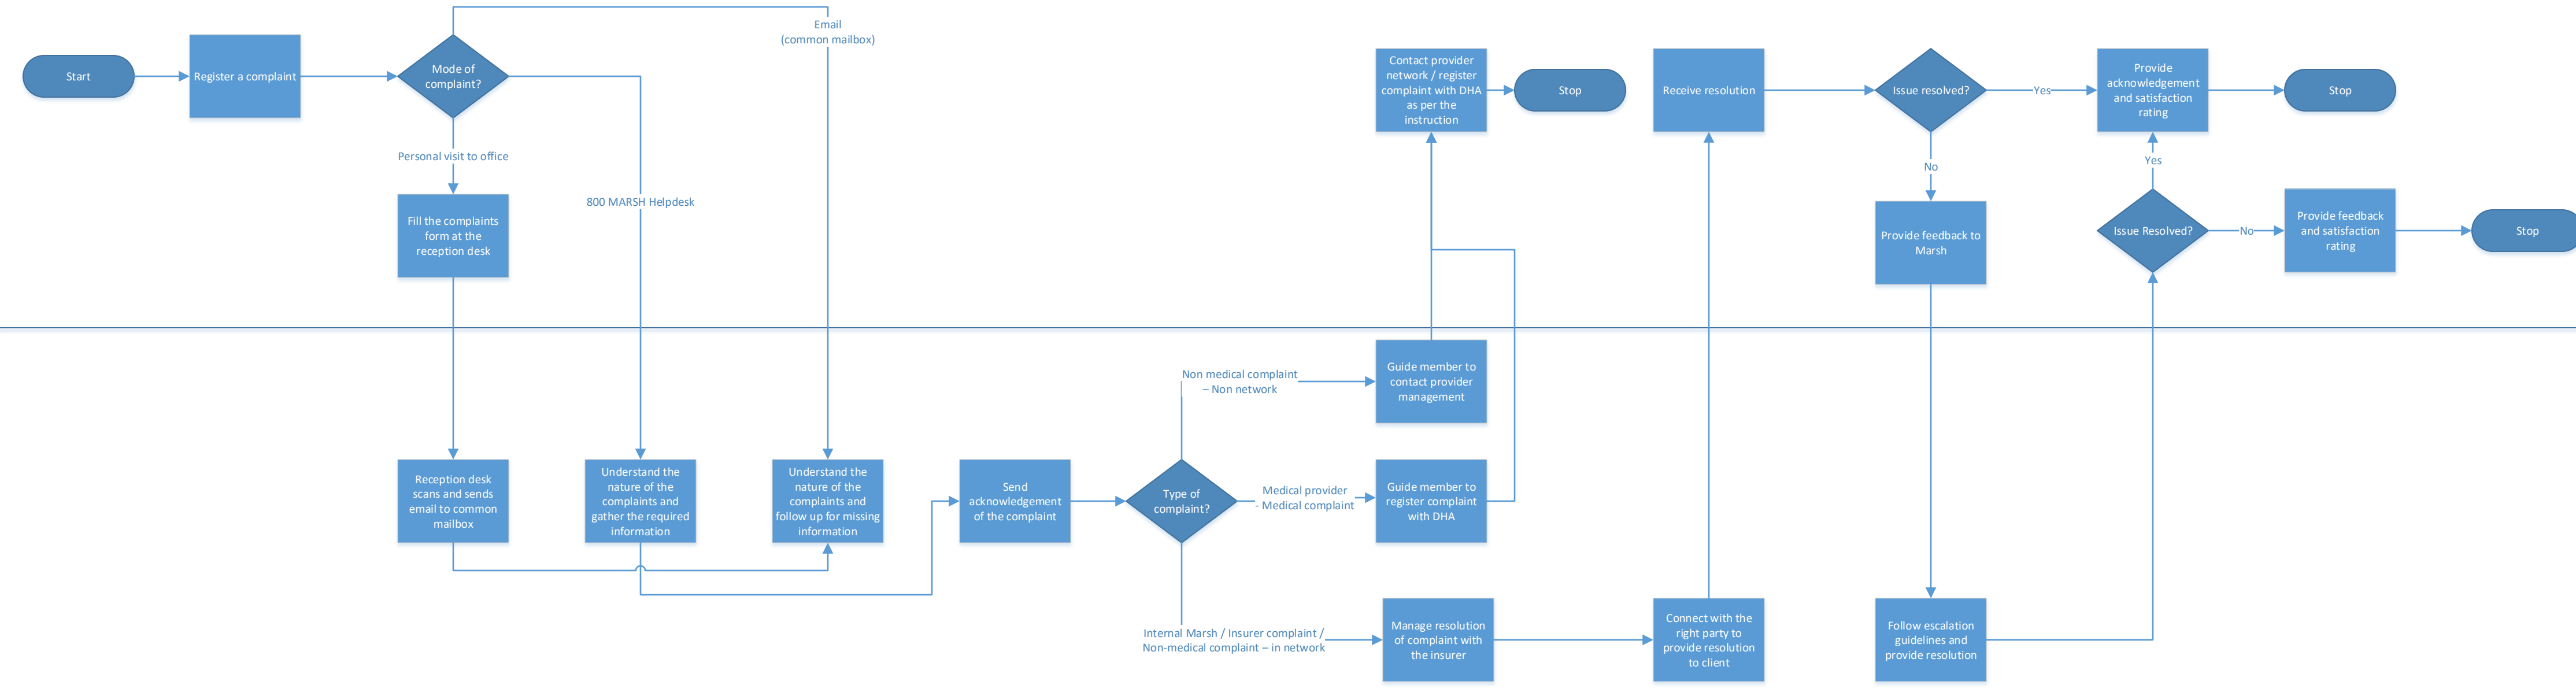 Start
Register a complaint
Mode of
complaint?
Email
(common mailbox)
Personal visit to office
800 MARSH Helpdesk
Fill the complaints
form at the
reception desk
Contact provider
network / register
complaint with DHA
as per the
instruction
Stop
Receive resolution
Issue resolved?
Yes
Provide
acknowledgement
and satisfaction
rating
Stop
No
Yes
Provide feedback to
Marsh
Issue Resolved?
No
Provide feedback
and satisfaction
rating
Stop
Reception desk
scans and sends
email to common
mailbox
Understand the
nature of the
complaints and
gather the required
information
Understand the
nature of the
complaints and
follow up for missing
information
Send
acknowledgement
of the complaint
Type of
complaint?
Non medical complaint
– Non network
Guide member to
contact provider
management
Medical provider
- Medical complaint
Guide member to
register complaint
with DHA
Internal Marsh / Insurer complaint /
Non-medical complaint – in network
Manage resolution
of complaint with
the insurer
Connect with the
right party to
provide resolution
to client
Follow escalation
guidelines and
provide resolution